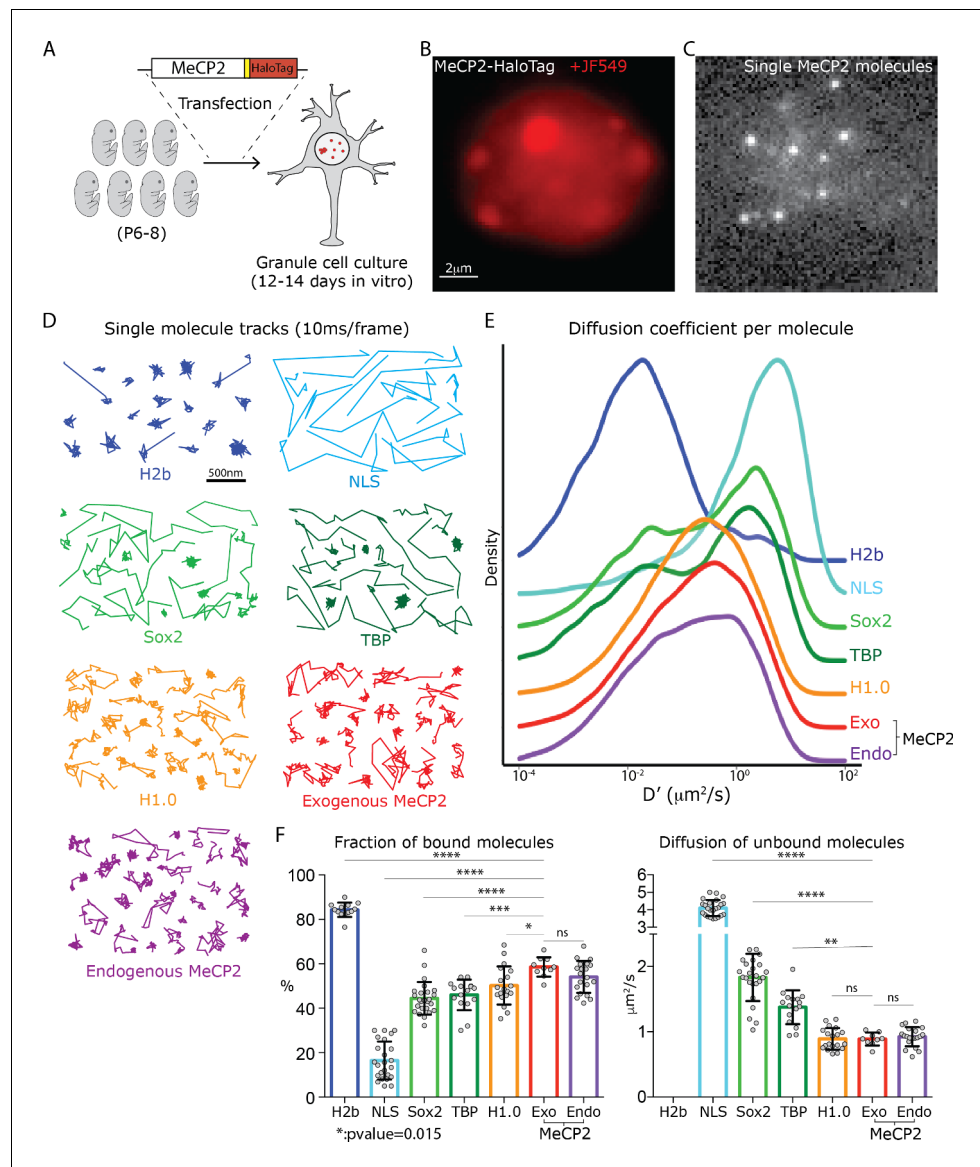 A
MeCP2
HaloTag
Transfection
(P6-8)
Granule cell culture
(12-14 days in vitro)
B
MeCP2-HaloTag +JF549
2μm
C
Single MeCP2 molecules
D
Single molecule tracks (10ms/frame)
H2b
500nm
NLS
Sox2
TBP
H1.0
Exogenous MeCP2
Endogenous MeCP2
E
Diffusion coefficient per molecule
Density
H2b
NLS
Sox2
TBP
H1.0
Exo
Endo
MeCP2
10⁻⁴ 10⁻² 10⁰ 10²
D' (μm²/s)
F
Fraction of bound molecules
****
****
****
***
*
ns
100
80
60
%
40
20
0
H2b NLS Sox2 TBP H1.0 Exo Endo
*:pvalue=0.015
MeCP2
Diffusion of unbound molecules
****
****
**
ns
ns
6
5
4
3
2
1
0
μm²/s
H2b NLS Sox2 TBP H1.0 Exo Endo
MeCP2